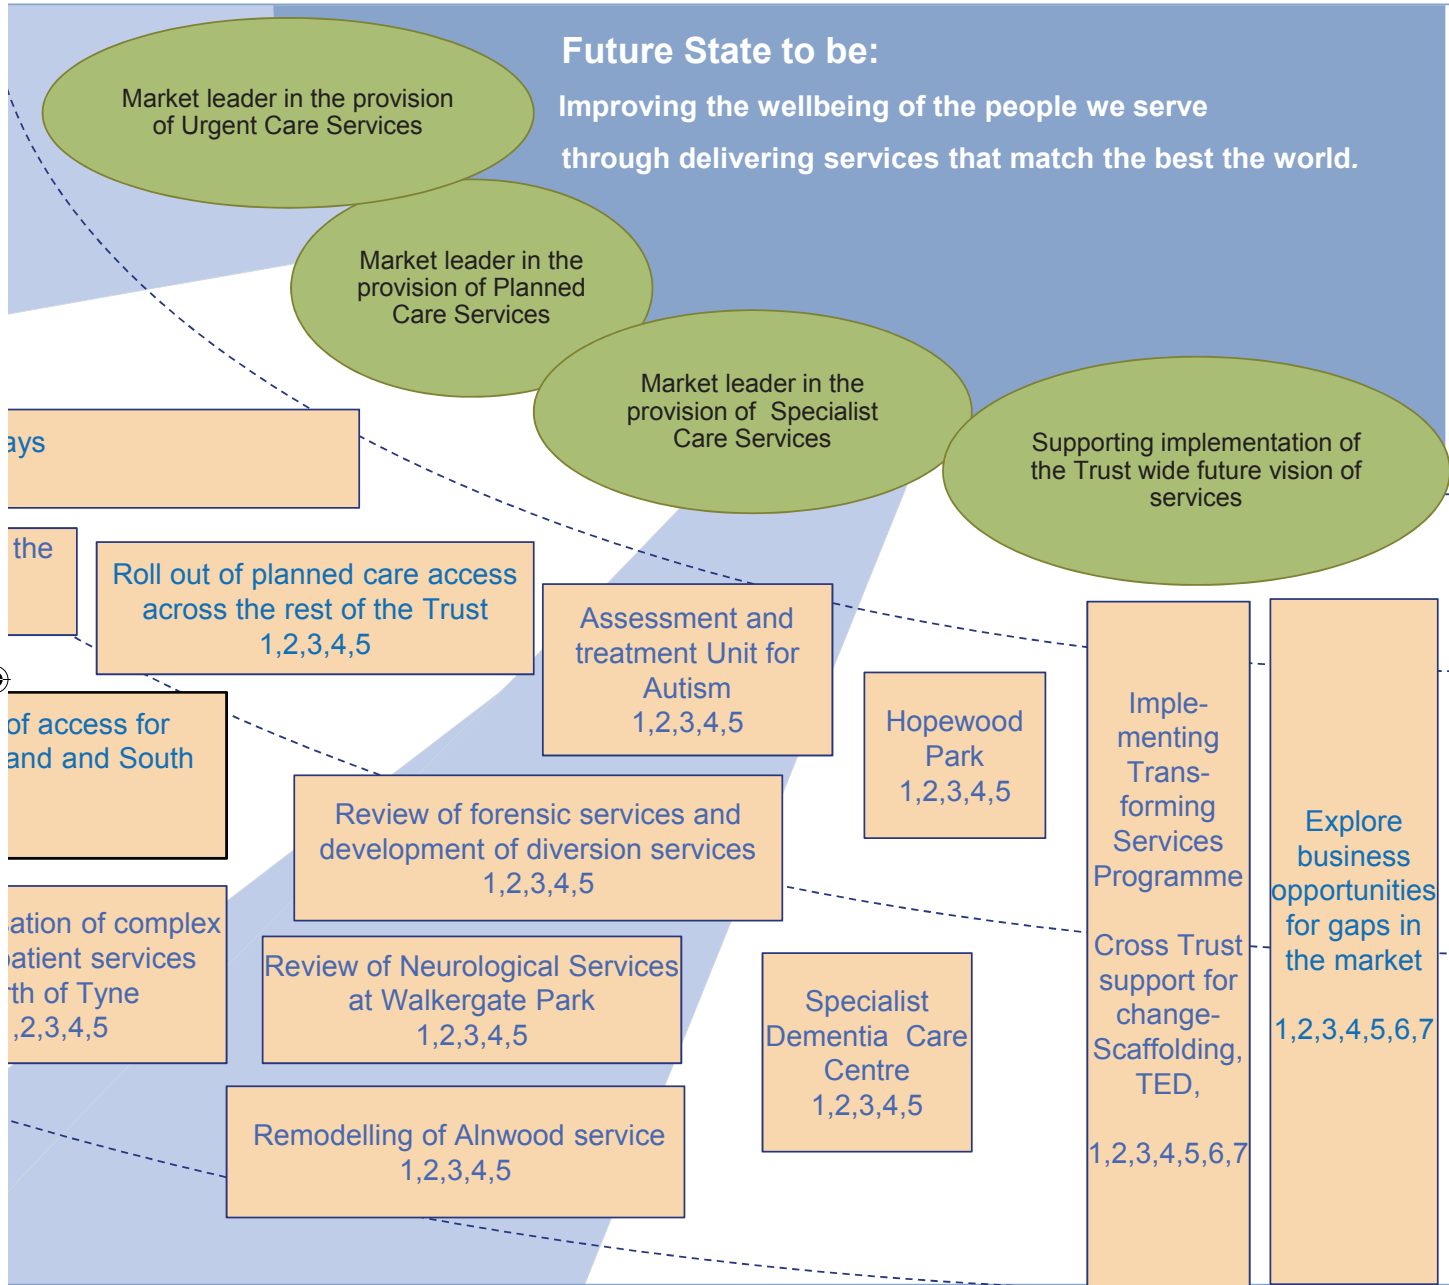 Future State to be:
Improving the wellbeing of the people we serve
through delivering services that match the best the world.
Market leader in the provision
of Urgent Care Services
Market leader in the
provision of Planned
Care Services
Market leader in the
provision of Specialist
Care Services
Supporting implementation of
the Trust wide future vision of
services
ays
the
Roll out of planned care access
across the rest of the Trust
1,2,3,4,5
Assessment and
treatment Unit for
Autism
1,2,3,4,5
of access for
and and South
Hopewood
Park
1,2,3,4,5
Review of forensic services and
development of diversion services
1,2,3,4,5
sation of complex
patient services
rth of Tyne
,2,3,4,5
Review of Neurological Services
at Walkergate Park
1,2,3,4,5
Specialist
Dementia Care
Centre
1,2,3,4,5
Remodelling of Alnwood service
1,2,3,4,5
Imple-
menting
Trans-
forming
Services
Programme
Cross Trust
support for
change-
Scaffolding,
TED,
1,2,3,4,5,6,7
Explore
business
opportunities
for gaps in
the market
1,2,3,4,5,6,7